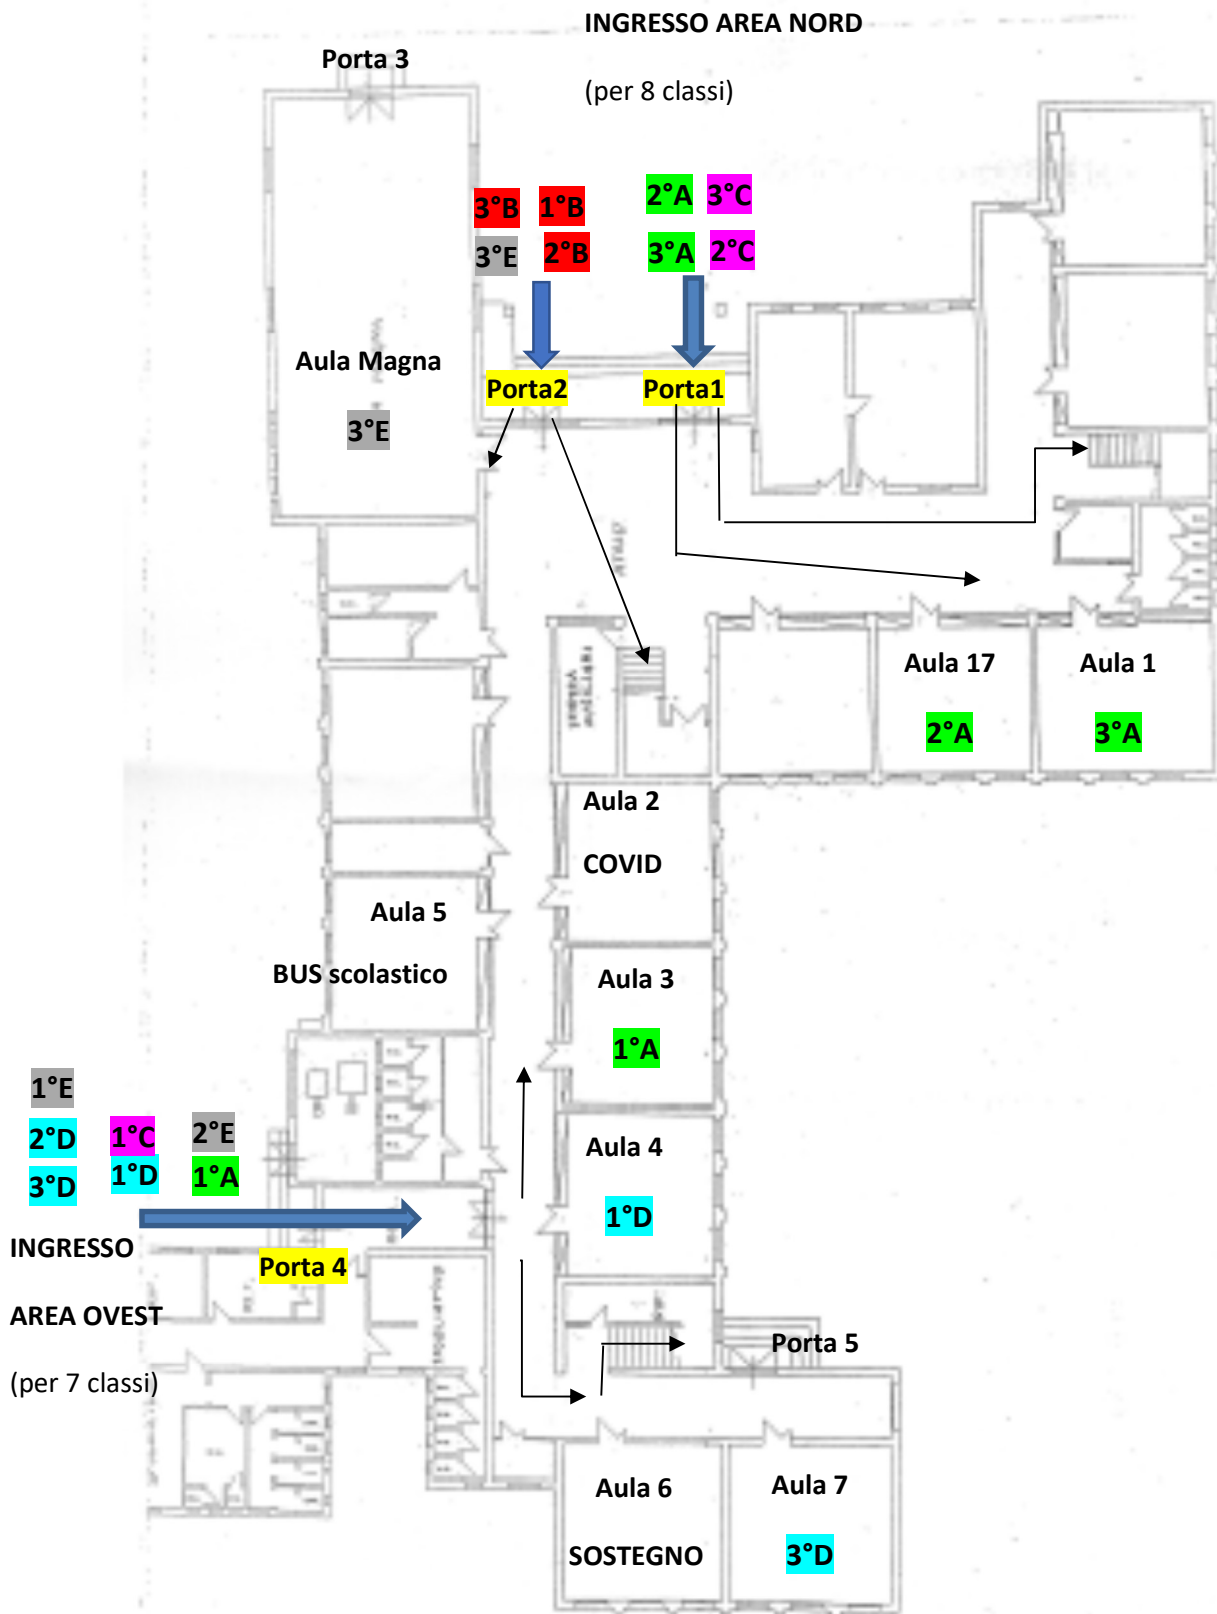 INGRESSO AREA NORD
Porta 3
(per 8 classi)
3°B 1°B
2°A 3°C
3°E 2°B
3°A 2°C
Aula Magna
Porta2
Porta1
3°E
Aula 17
Aula 1
2°A
3°A
Aula 2
COVID
Aula 5
BUS scolastico
Aula 3
1°A
1°E
2°D 1°C 2°E
3°D 1°D 1°A
Aula 4
1°D
INGRESSO
Porta 4
AREA OVEST
Porta 5
(per 7 classi)
Aula 6
Aula 7
SOSTEGNO
3°D